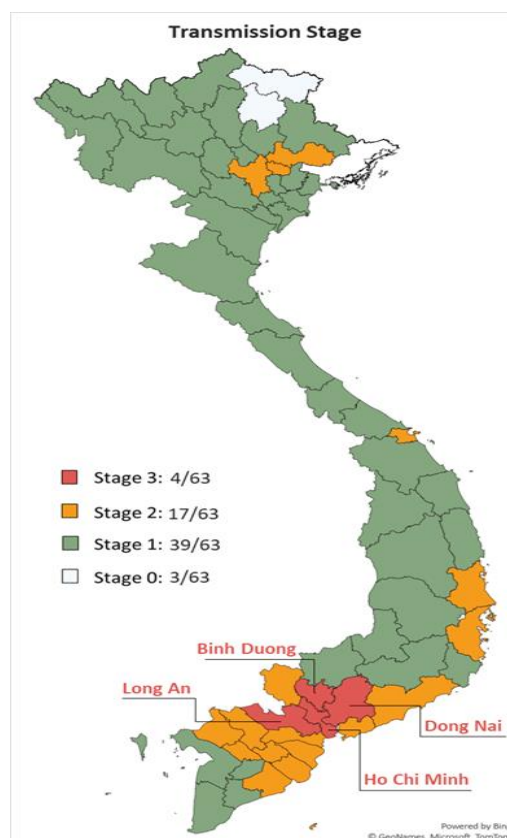 Transmission Stage
Stage 3: 4/63
Stage 2: 17/63
Stage 1: 39/63
Stage 0: 3/63
Binh Duong
Long An
Dong Nai
Ho Chi Minh
Powered by Bin
© GeoNames, Microsoft, TomTom